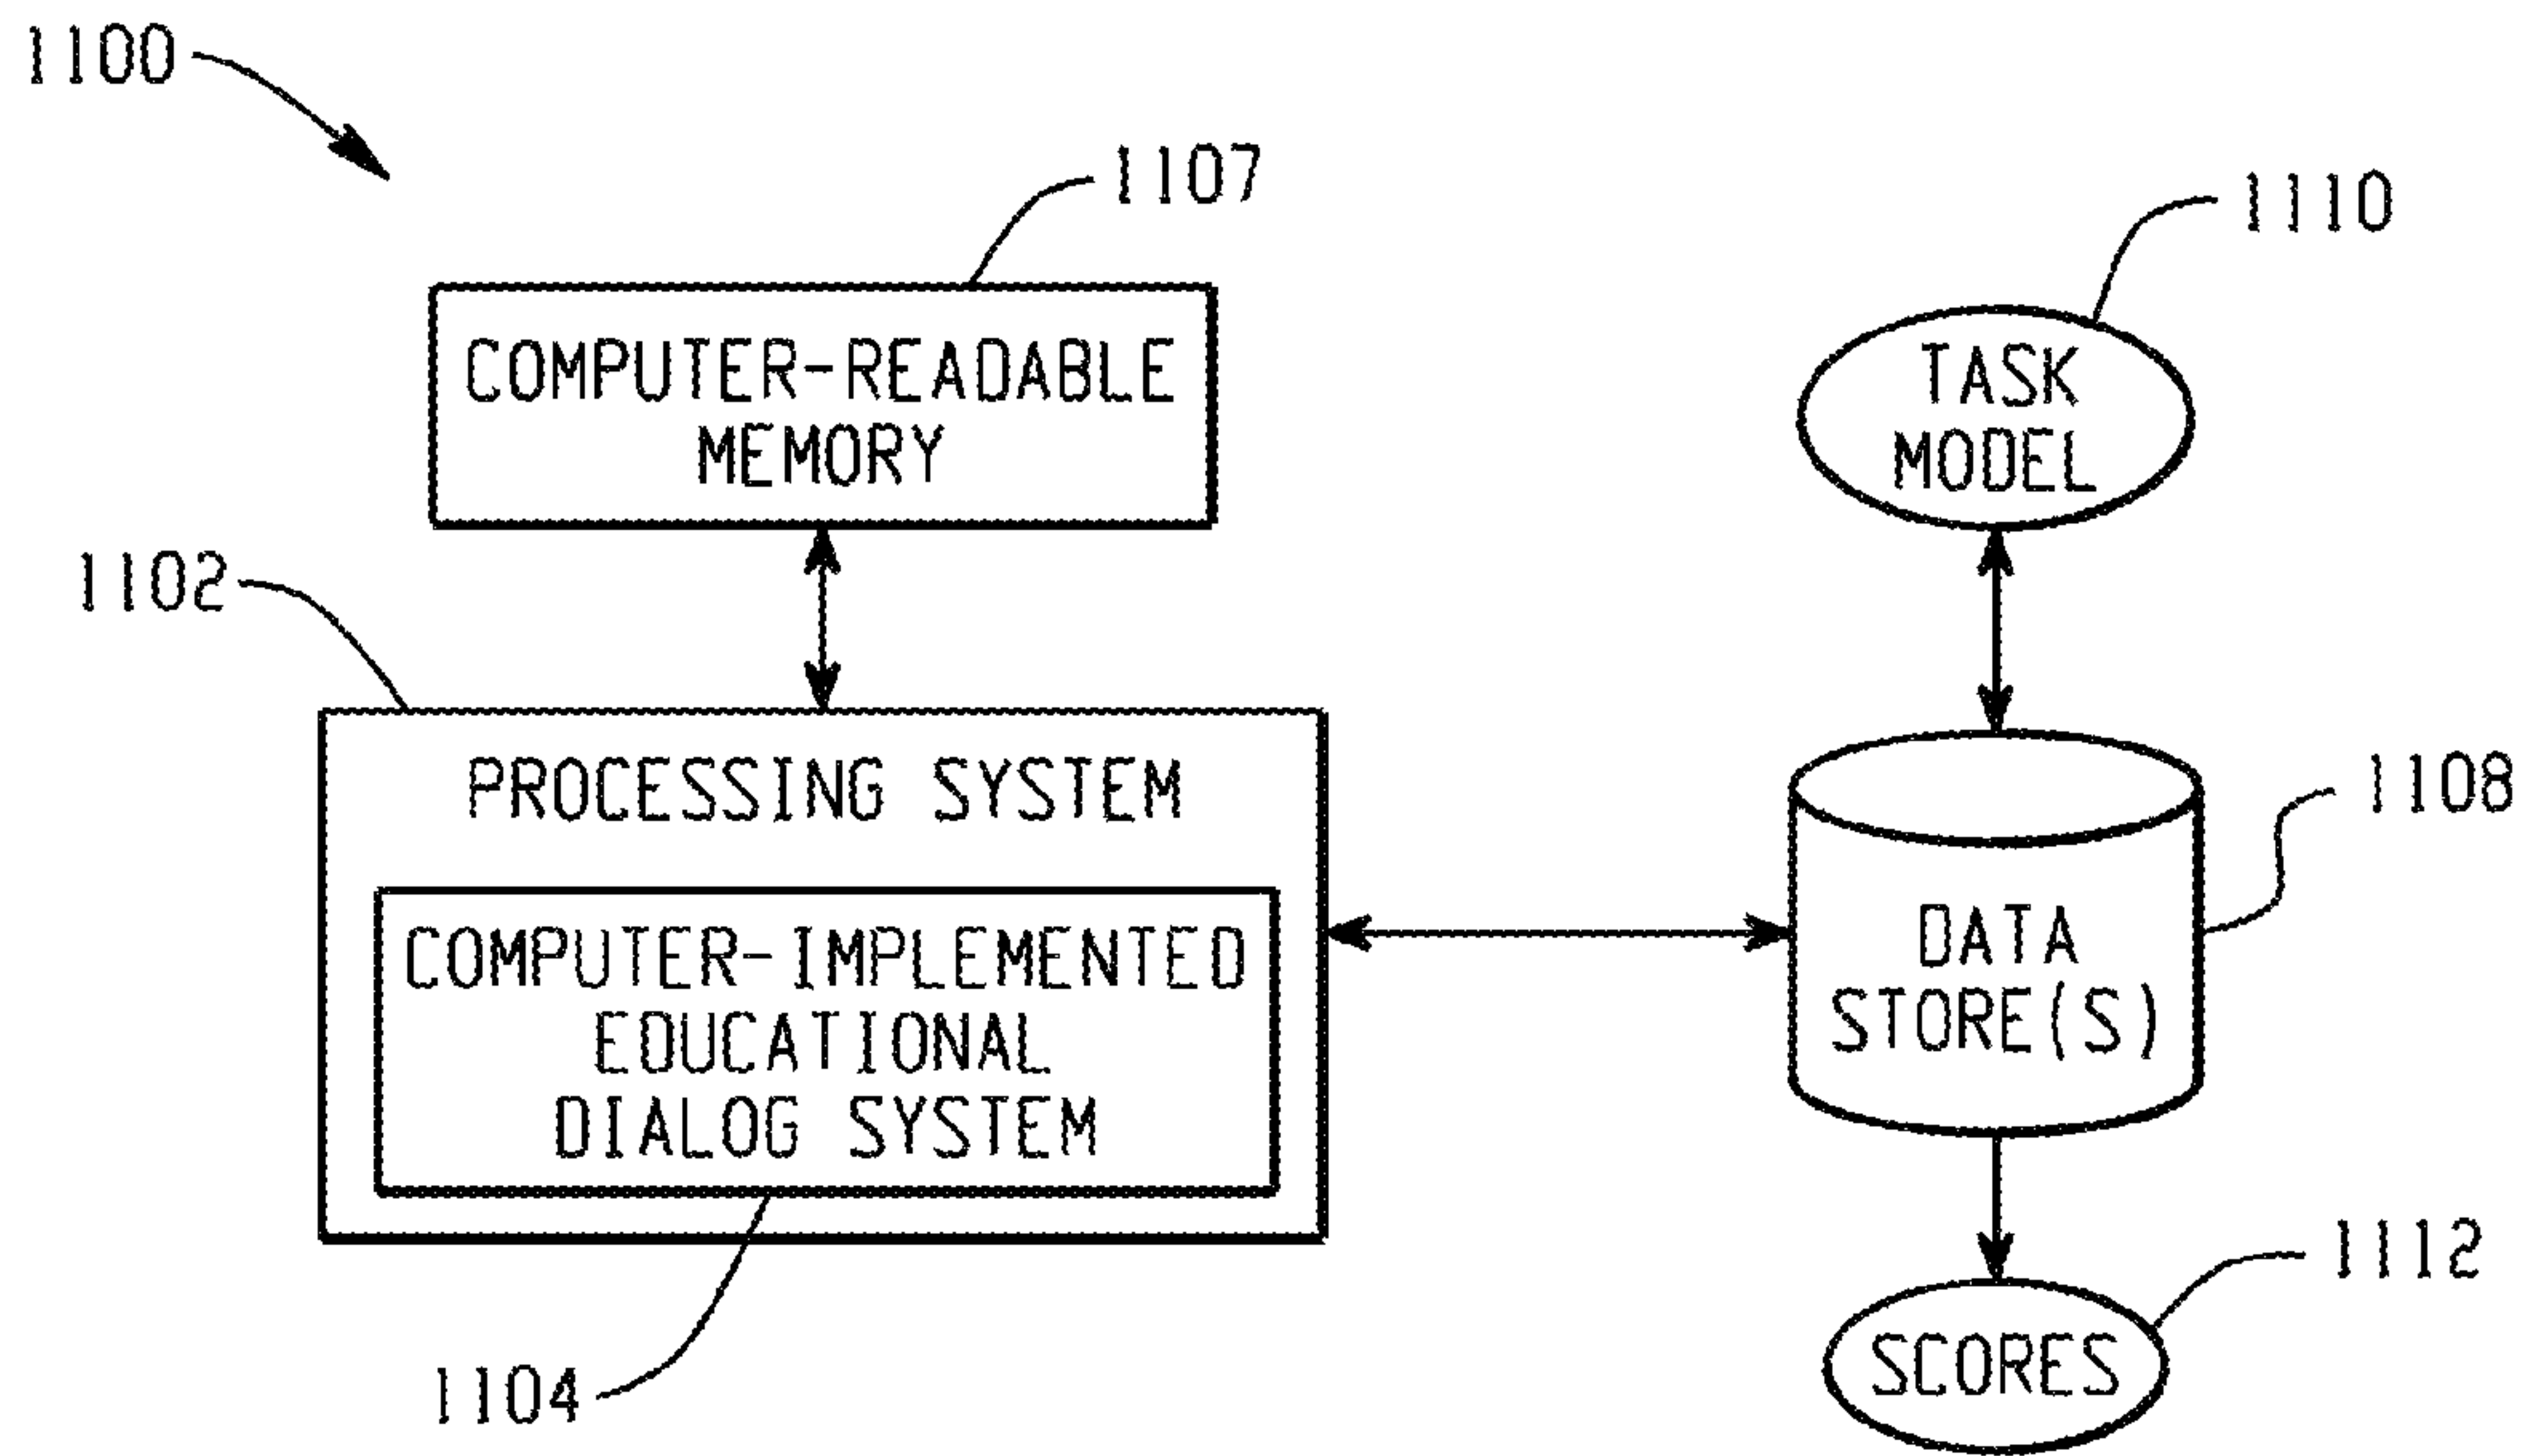 1100
1107
COMPUTER-READABLE
MEMORY
1110
TASK
MODEL
1102
PROCESSING SYSTEM
COMPUTER-IMPLEMENTED
EDUCATIONAL
DIALOG SYSTEM
1104
1108
DATA
STORE(S)
1112
SCORES